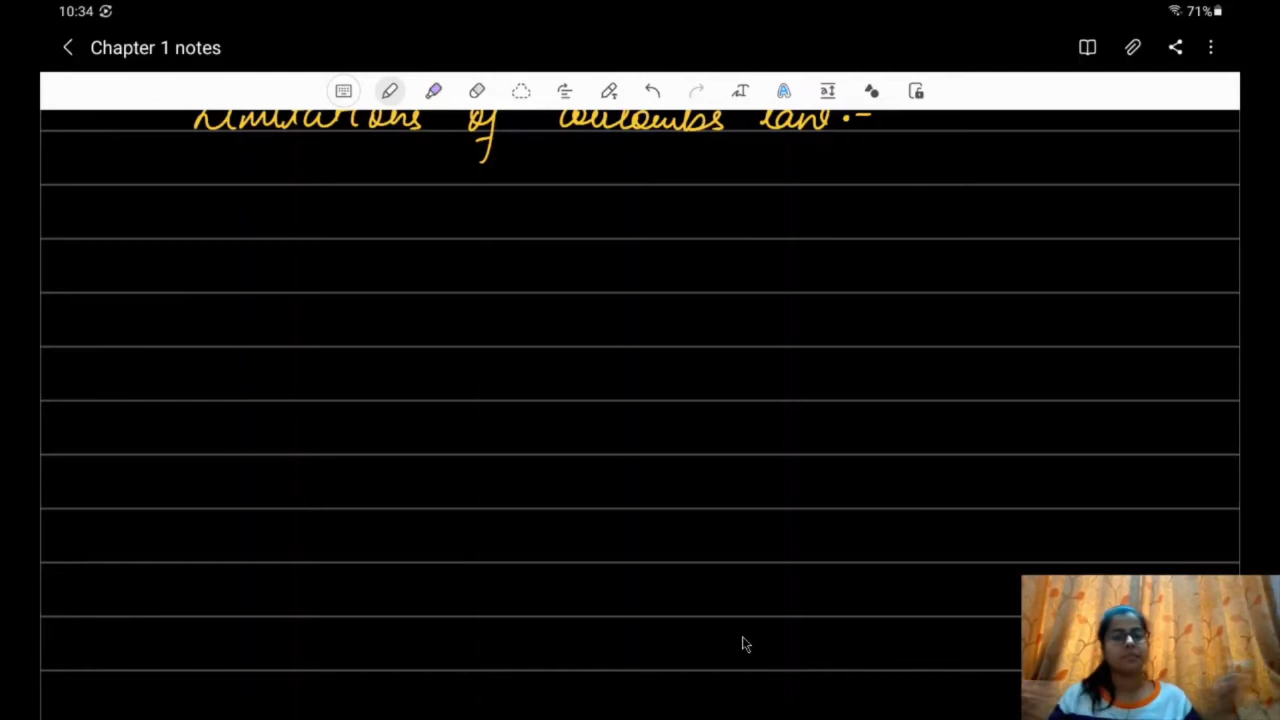 10:34 71%
Chapter 1 notes
Limitations of coulombs law :-